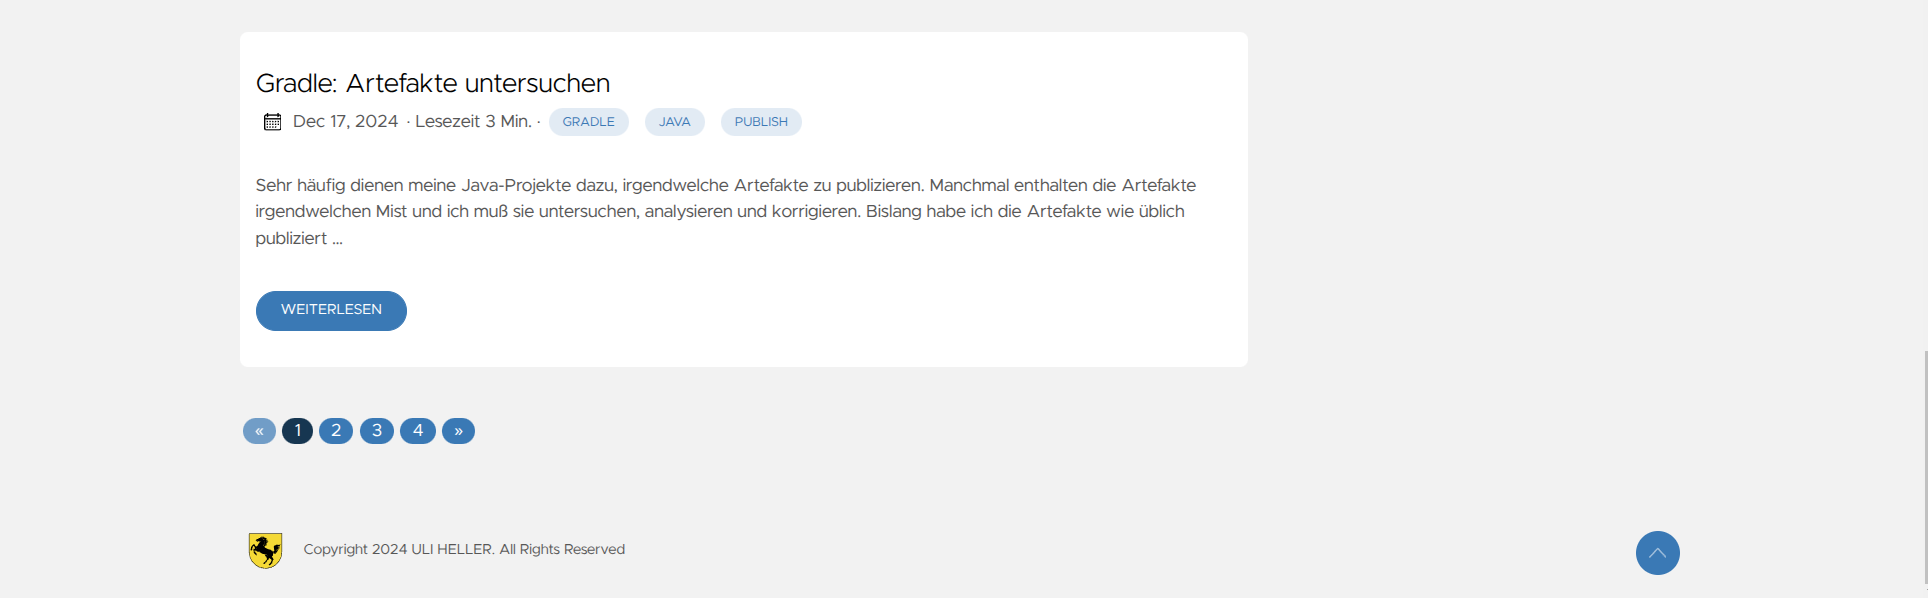 Gradle: Artefakte untersuchen
Dec 17, 2024 · Lesezeit 3 Min. · GRADLE JAVA PUBLISH
Sehr häufig dienen meine Java-Projekte dazu, irgendwelche Artefakte zu publizieren. Manchmal enthalten die Artefakte
irgendwelchen Mist und ich muß sie untersuchen, analysieren und korrigieren. Bislang habe ich die Artefakte wie üblich
publiziert ...
WEITERLESEN
« 1 2 3 4 »
Copyright 2024 ULI HELLER. All Rights Reserved